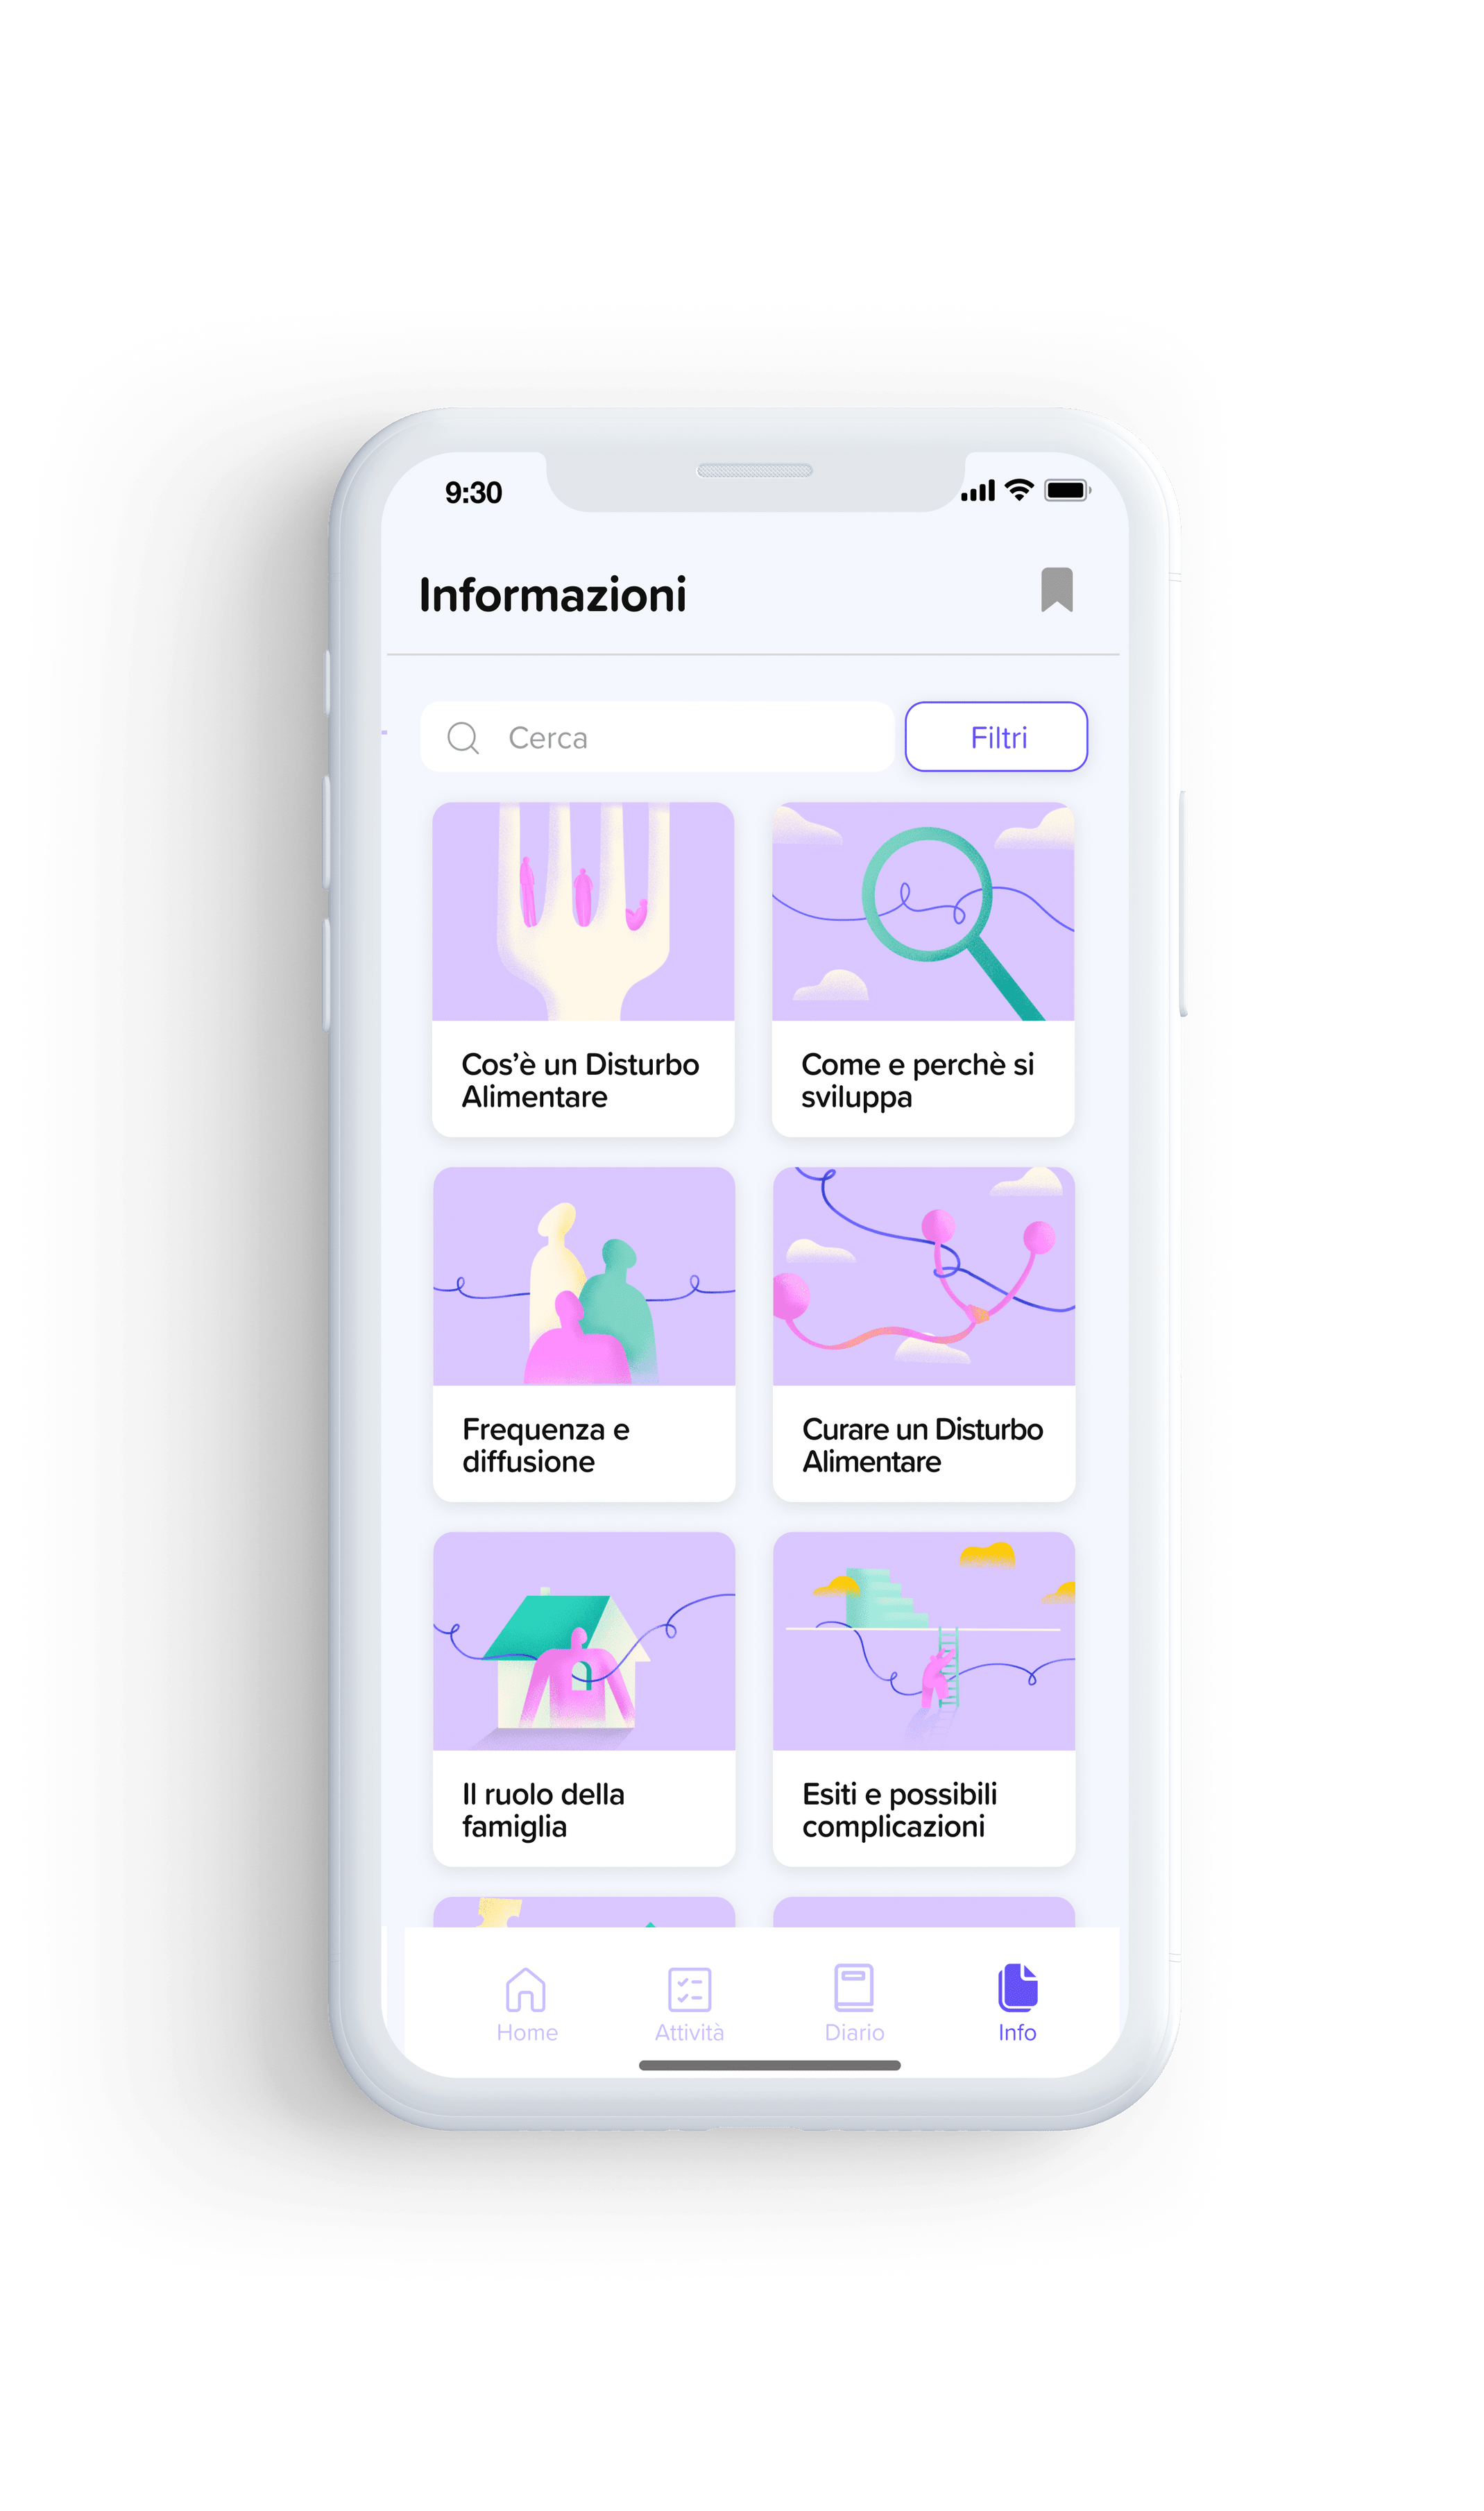 9:30
Informazioni
Cerca
Filtri
Cos'è un Disturbo
Alimentare
Come e perchè si
sviluppa
Frequenza e
diffusione
Curare un Disturbo
Alimentare
Il ruolo della
famiglia
Esiti e possibili
complicazioni
Home
Attività
Diario
Info